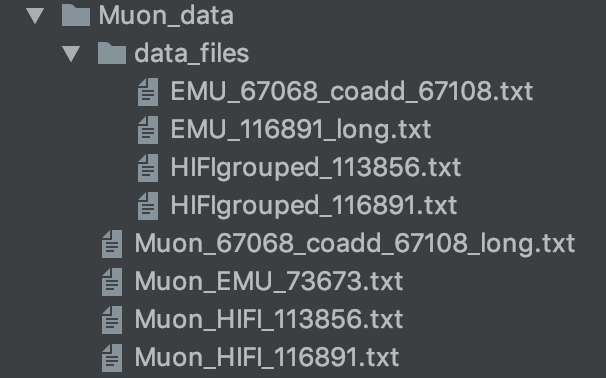 Muon_data
data_files
EMU_67068_coadd_67108.txt
EMU_116891_long.txt
HIFIgrouped_113856.txt
HIFIgrouped_116891.txt
Muon_67068_coadd_67108_long.txt
Muon_EMU_73673.txt
Muon_HIFI_113856.txt
Muon_HIFI_116891.txt